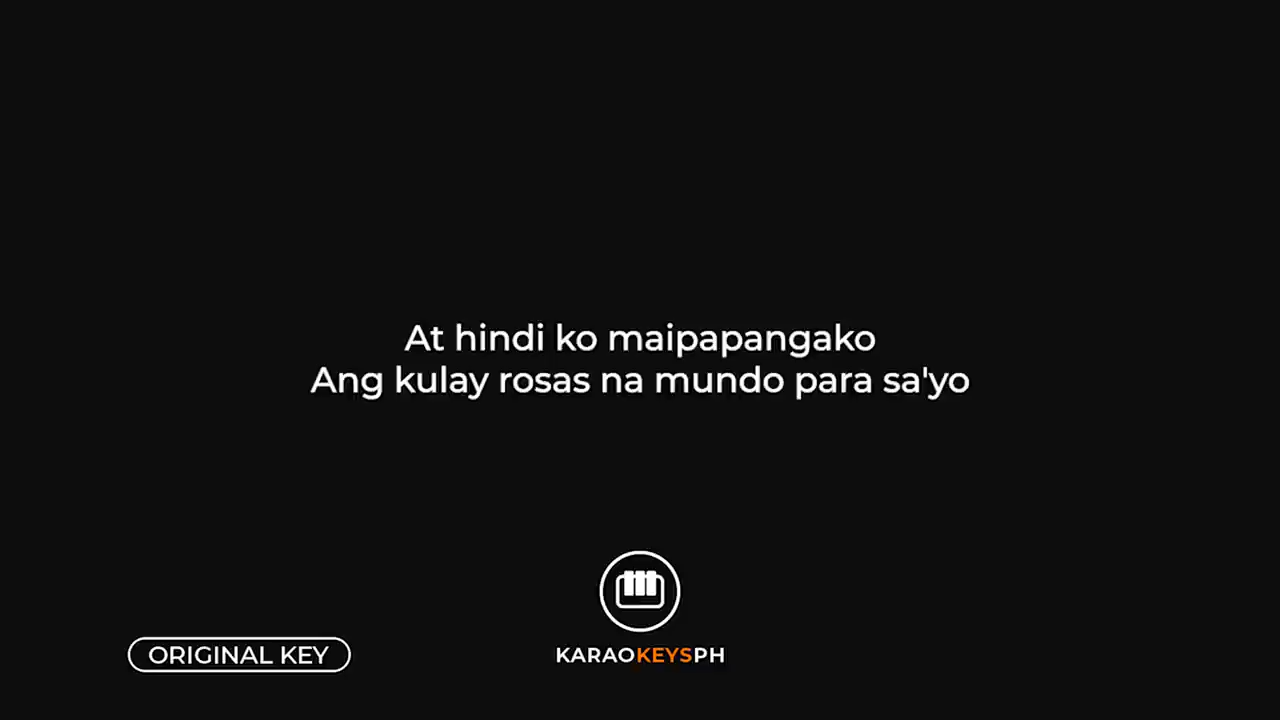 At hindi ko maipapangako
Ang kulay rosas na mundo para sa'yo
ORIGINAL KEY
KARAOKEYSPH